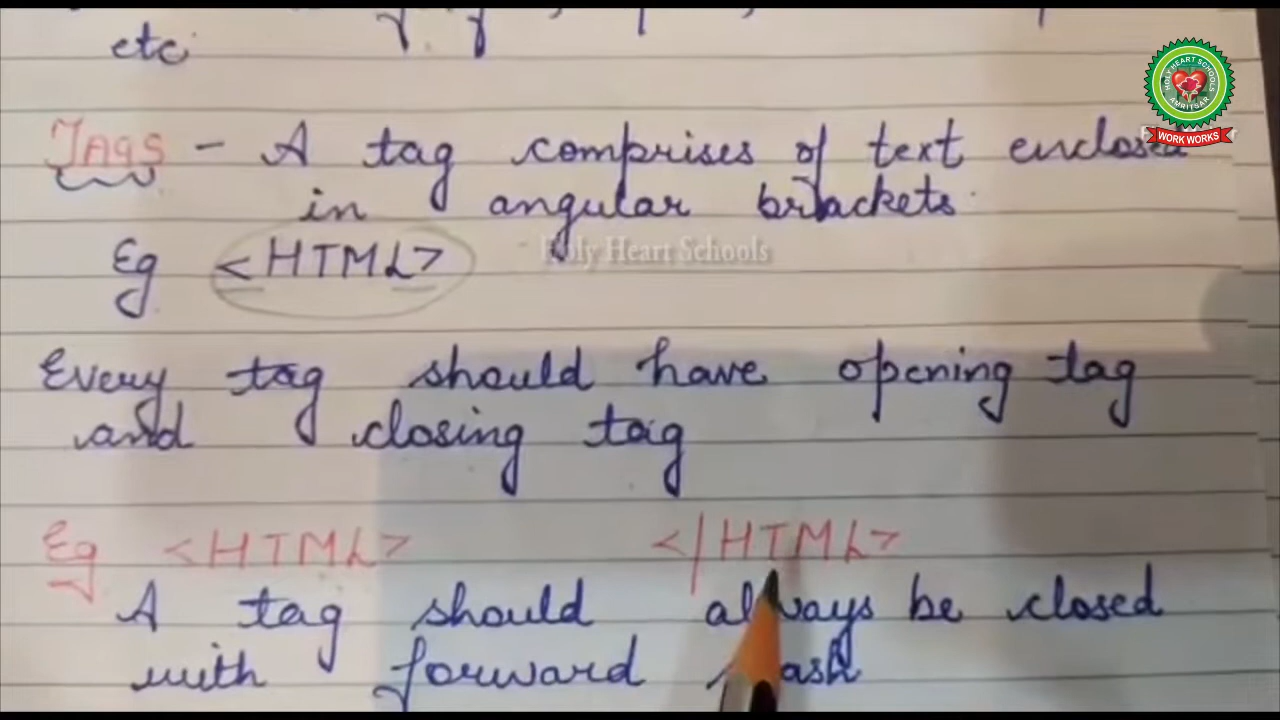 etc
TAgS - A tag comprises of text enclosed
in angular brackets.
Eg <HTML>
Holy Heart Schools
Every tag should have opening tag
and closing tag
Eg <HTML> </HTML>
A tag should always be closed
with forward slash
HOLY HEART SCHOOLS
AMRITSAR
WORK WORKS